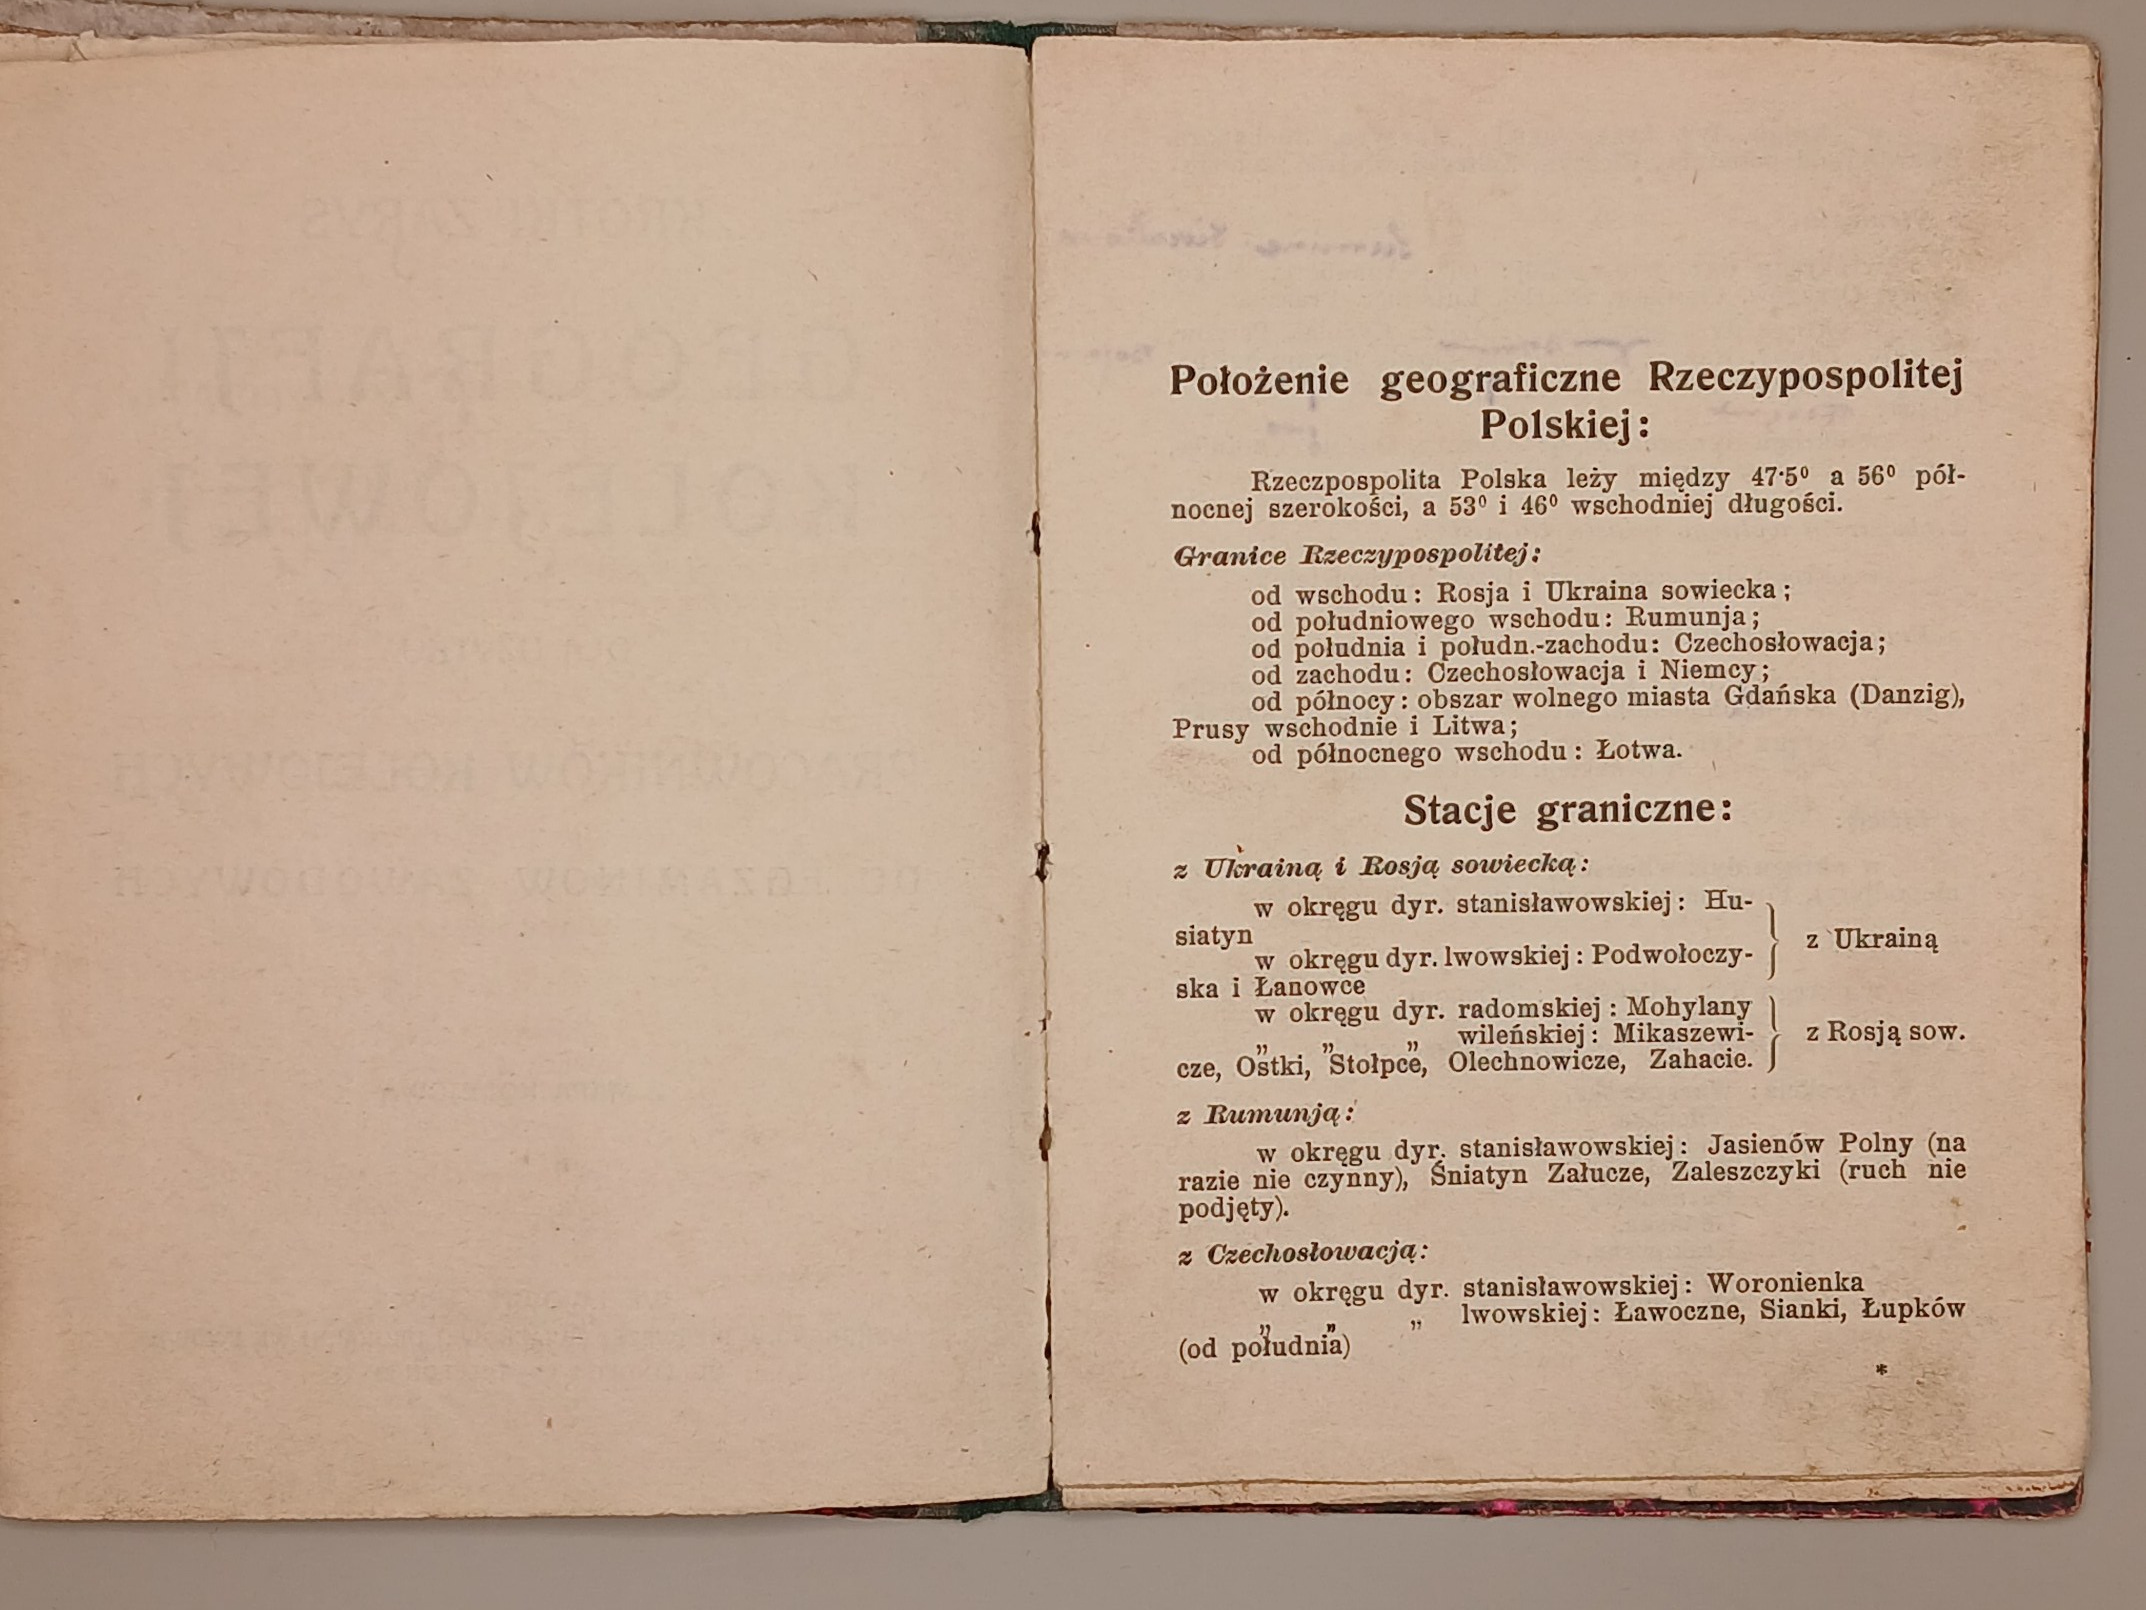 Położenie geograficzne Rzeczypospolitej
Polskiej:
Rzeczpospolita Polska leży między 47·5⁰ a 56⁰ pół-
nocnej szerokości, a 53⁰ i 46⁰ wschodniej długości.
Granice Rzeczypospolitej:
od wschodu: Rosja i Ukraina sowiecka;
od południowego wschodu: Rumunja;
od południa i połudn.-zachodu: Czechosłowacja;
od zachodu: Czechosłowacja i Niemcy;
od północy: obszar wolnego miasta Gdańska (Danzig),
Prusy wschodnie i Litwa;
od północnego wschodu: Łotwa.
Stacje graniczne:
z Ukrainą i Rosją sowiecką:
w okręgu dyr. stanisławowskiej: Hu-
siatyn
w okręgu dyr. lwowskiej: Podwołoczy-
ska i Łanowce
z Ukrainą
w okręgu dyr. radomskiej: Mohylany
„ „ „ wileńskiej: Mikaszewi-
cze, Ostki, Stołpce, Olechnowicze, Zahacie.
z Rosją sow.
z Rumunją:
w okręgu dyr. stanisławowskiej: Jasienów Polny (na
razie nie czynny), Śniatyn Załucze, Zaleszczyki (ruch nie
podjęty).
z Czechosłowacją:
w okręgu dyr. stanisławowskiej: Woronienka
„ „ „ lwowskiej: Ławoczne, Sianki, Łupków
(od południa)
*